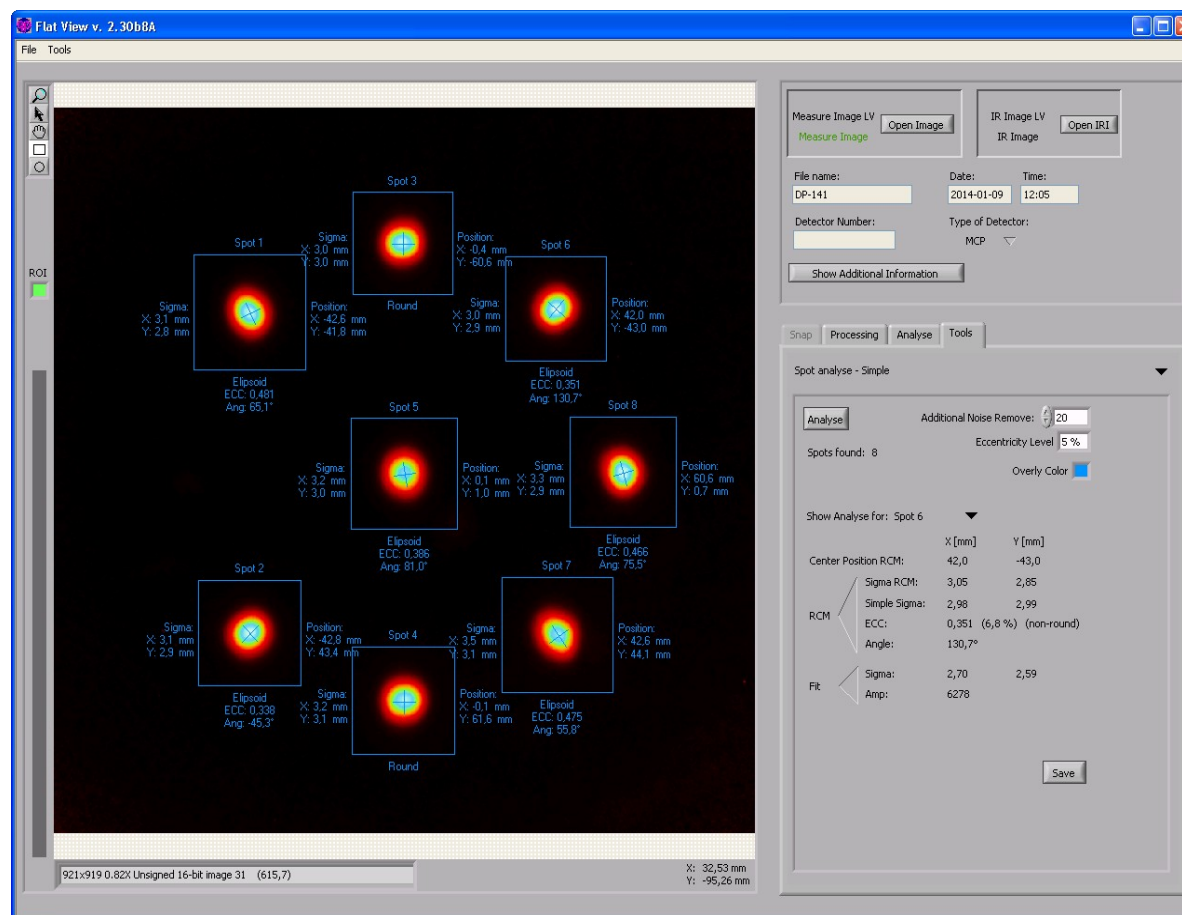 Flat View v. 2.30b8A
File Tools
Measure Image LV
Measure Image
Open Image
IR Image LV
IR Image
Open IRI
File name:
DP-141
Date:
2014-01-09
Time:
12:05
Detector Number:
Type of Detector:
MCP
Show Additional Information
ROI
Spot 3
Sigma:
X: 3,0 mm
Y: 3,0 mm
Position:
X: -0,4 mm
Y: -60,6 mm
Round
Spot 1
Sigma:
X: 3,1 mm
Y: 2,8 mm
Position:
X: -42,6 mm
Y: -41,8 mm
Elipsoid
ECC: 0,481
Ang: 65,1°
Spot 6
Sigma:
X: 3,0 mm
Y: 2,9 mm
Position:
X: 42,0 mm
Y: -43,0 mm
Elipsoid
ECC: 0,351
Ang: 130,7°
Spot 5
Sigma:
X: 3,2 mm
Y: 3,0 mm
Position:
X: 0,1 mm
Y: 1,0 mm
Elipsoid
ECC: 0,386
Ang: 81,0°
Spot 8
Sigma:
X: 3,3 mm
Y: 2,9 mm
Position:
X: 60,6 mm
Y: 0,7 mm
Elipsoid
ECC: 0,466
Ang: 75,5°
Spot 2
Sigma:
X: 3,1 mm
Y: 2,9 mm
Position:
X: -42,8 mm
Y: 43,4 mm
Elipsoid
ECC: 0,338
Ang: -45,3°
Spot 4
Sigma:
X: 3,2 mm
Y: 3,1 mm
Position:
X: -0,1 mm
Y: 61,6 mm
Round
Spot 7
Sigma:
X: 3,5 mm
Y: 3,1 mm
Position:
X: 42,6 mm
Y: 44,1 mm
Elipsoid
ECC: 0,475
Ang: 55,8°
921x919 0.82X Unsigned 16-bit image 31 (615,7)
X: 32,53 mm
Y: -95,26 mm
Snap Processing Analyse Tools
Spot analyse - Simple
Analyse
Additional Noise Remove: 20
Eccentricity Level 5 %
Spots found: 8
Overly Color
Show Analyse for: Spot 6
X [mm] Y [mm]
Center Position RCM: 42,0 -43,0
RCM
Sigma RCM: 3,05 2,85
Simple Sigma: 2,98 2,99
ECC: 0,351 (6,8 %) (non-round)
Angle: 130,7°
Fit
Sigma: 2,70 2,59
Amp: 6278
Save